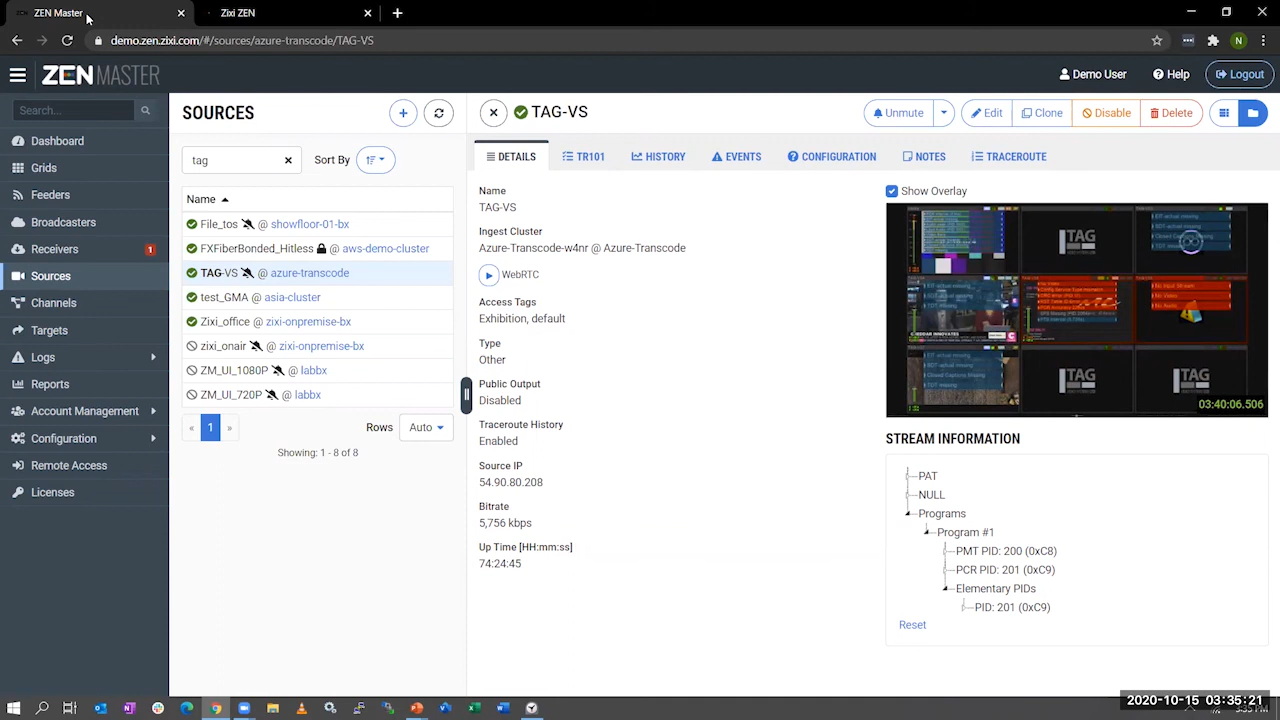 Zixi ZEN
Zixi ZEN
demo.zen.zixi.com/#/sources/azure-transcode/TAG-VS
N
ZEN MASTER
Demo User
Help
Logout
Search...
Dashboard
Grids
Feeders
Broadcasters
Receivers
1
Sources
Channels
Targets
Logs
Reports
Account Management
Configuration
Remote Access
Licenses
SOURCES
tag
Sort By
Name
File_tos @ showfloor-01-bx
FXFiberBonded_Hitless @ aws-demo-cluster
TAG-VS @ azure-transcode
test_GMA @ asia-cluster
Zixi_office @ zixi-onpremise-bx
zixi_onair @ zixi-onpremise-bx
ZM_UI_1080P @ labbx
ZM_UI_720P @ labbx
« 1 »
Rows
Auto
Showing: 1 - 8 of 8
TAG-VS
Unmute
Edit
Clone
Disable
Delete
DETAILS
TR101
HISTORY
EVENTS
CONFIGURATION
NOTES
TRACEROUTE
Name
TAG-VS
Ingest Cluster
Azure-Transcode-w4nr @ Azure-Transcode
WebRTC
Access Tags
Exhibition, default
Type
Other
Public Output
Disabled
Traceroute History
Enabled
Source IP
54.90.80.208
Bitrate
5,756 kbps
Up Time [HH:mm:ss]
74:24:45
Show Overlay
TAG
TAG
TAG
03:40:06.506
STREAM INFORMATION
PAT
NULL
Programs
Program #1
PMT PID: 200 (0xC8)
PCR PID: 201 (0xC9)
Elementary PIDs
PID: 201 (0xC9)
Reset
2020-10-15 03:35:21